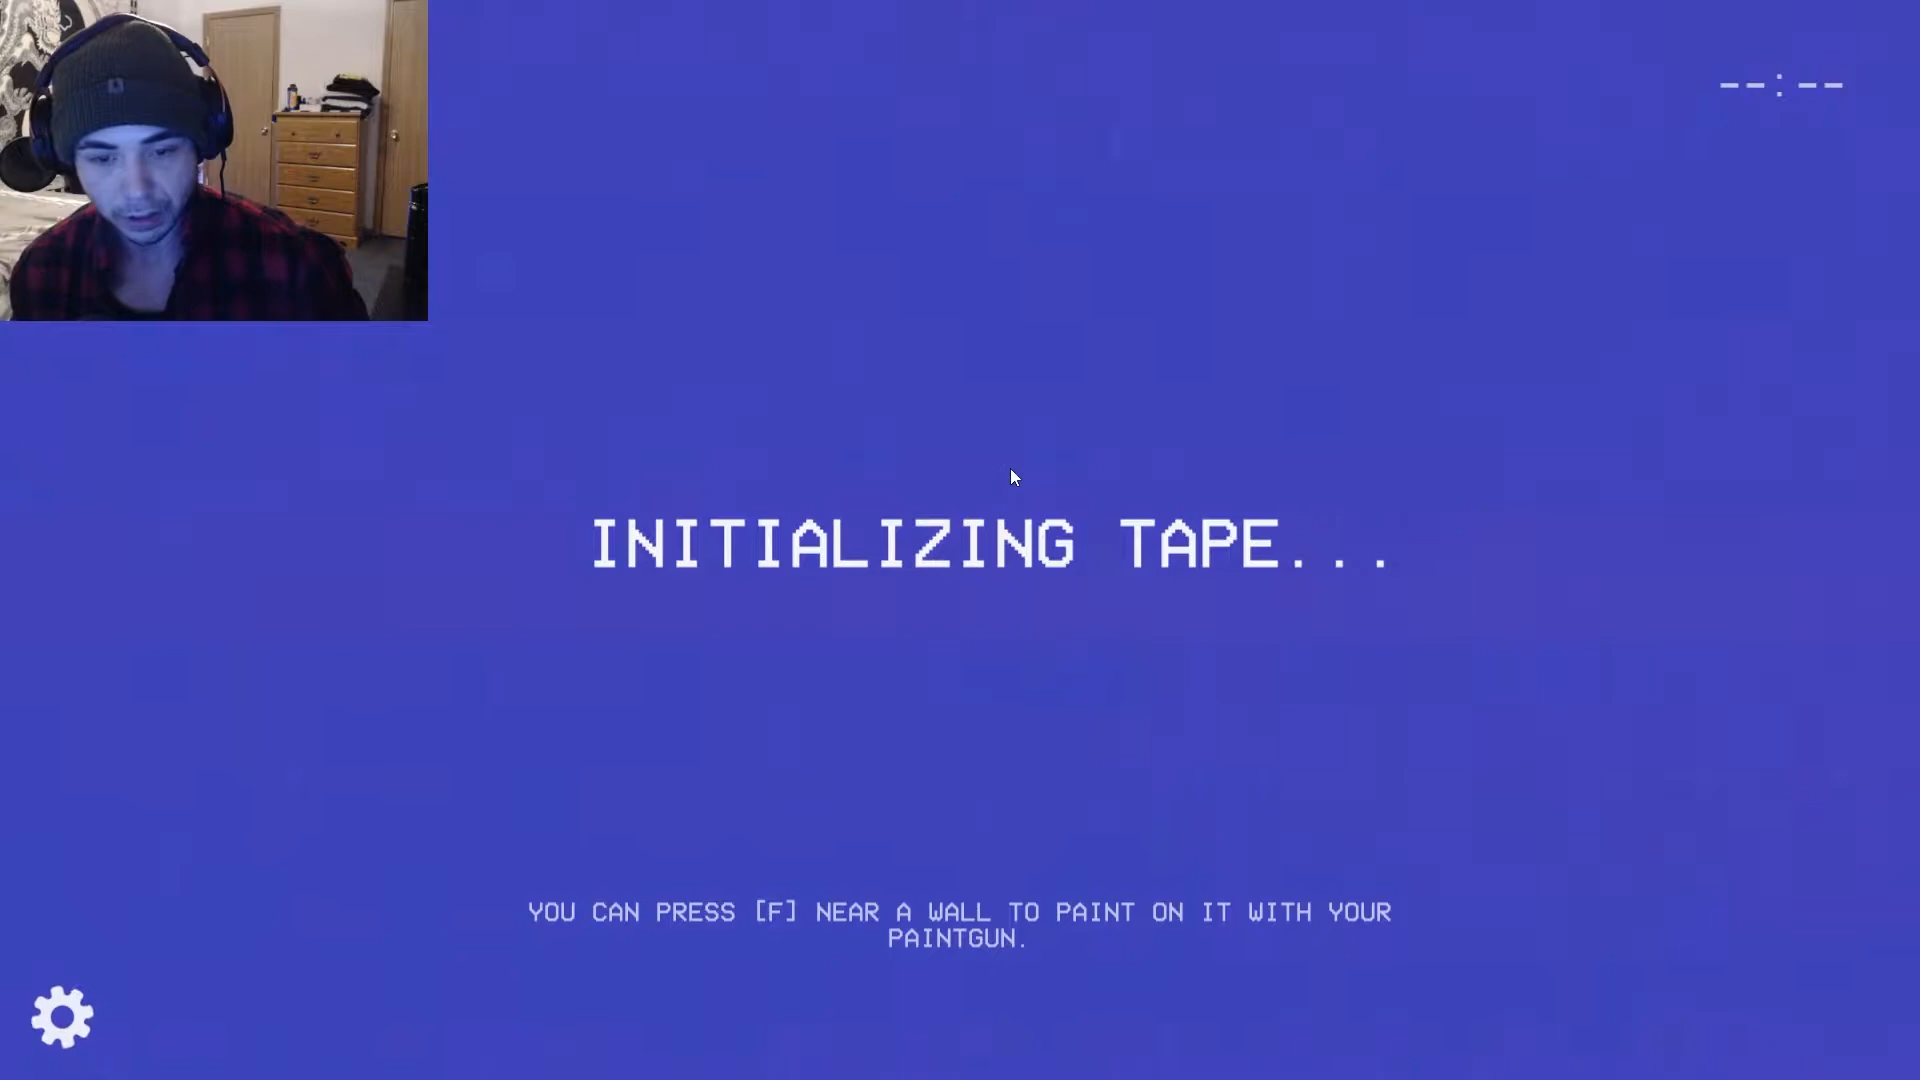 --:--
INITIALIZING TAPE...
YOU CAN PRESS [F] NEAR A WALL TO PAINT ON IT WITH YOUR
PAINTGUN.